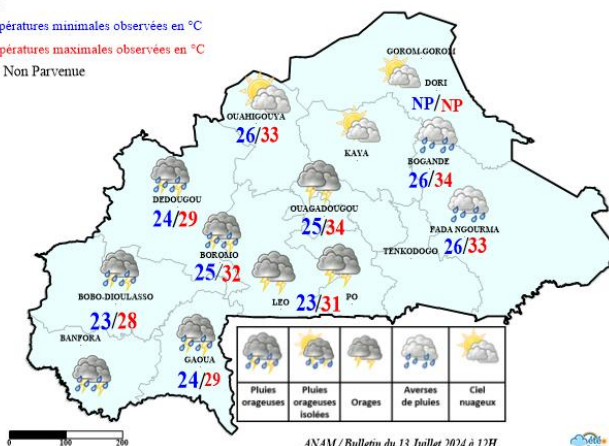 pératures minimales observées en °C
pératures maximales observées en °C
Non Parvenue
GOROM-GOROM
DORI
NP/NP
OUAHIGOUYA
26/33
KAYA
BOGANDE
26/34
DEDOUGOU
24/29
OUAGADOUGOU
25/34
FADA NGOURMA
26/33
BOROMO
25/32
TENKODOGO
BOBO-DIOULASSO
23/28
LEO
23/31
PO
BANFORA
GAOUA
24/29
Pluies orageuses
Pluies orageuses isolées
Orages
Averses de pluies
Ciel nuageux
100
200
ANAM / Bulletin du 13 Juillet 2024 à 12H